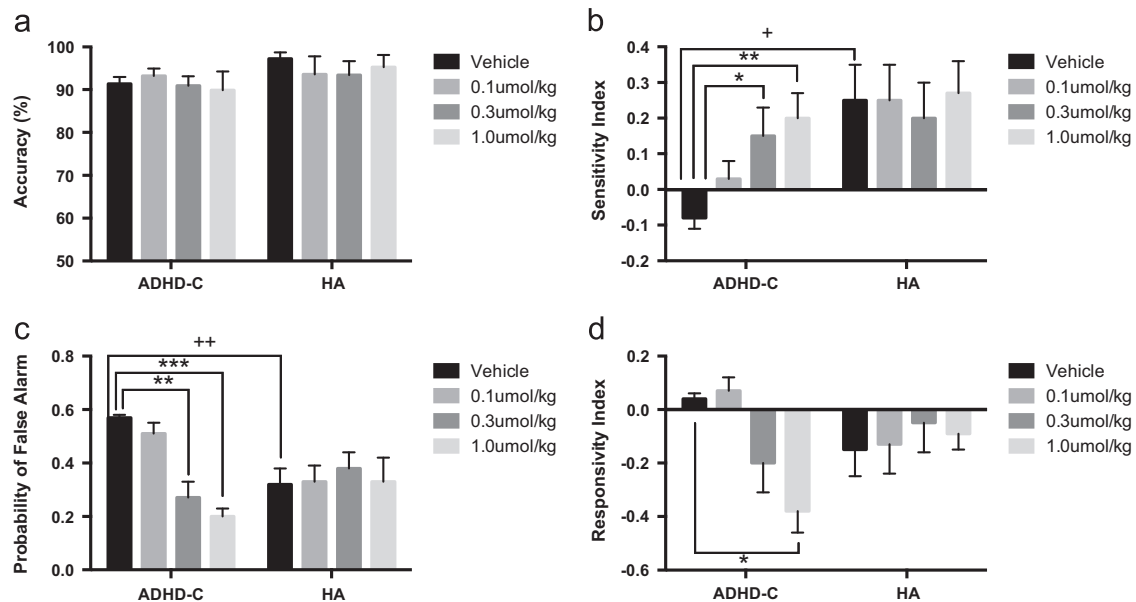 a
Accuracy (%)
100
90
80
70
60
50
ADHD-C
HA
Vehicle
0.1umol/kg
0.3umol/kg
1.0umol/kg
b
Sensitivity Index
0.4
0.3
0.2
0.1
0.0
-0.1
-0.2
+
**
*
ADHD-C
HA
Vehicle
0.1umol/kg
0.3umol/kg
1.0umol/kg
c
Probability of False Alarm
0.8
0.6
0.4
0.2
0.0
++
***
**
ADHD-C
HA
Vehicle
0.1umol/kg
0.3umol/kg
1.0umol/kg
d
Responsivity Index
0.2
0.0
-0.2
-0.4
-0.6
*
ADHD-C
HA
Vehicle
0.1umol/kg
0.3umol/kg
1.0umol/kg